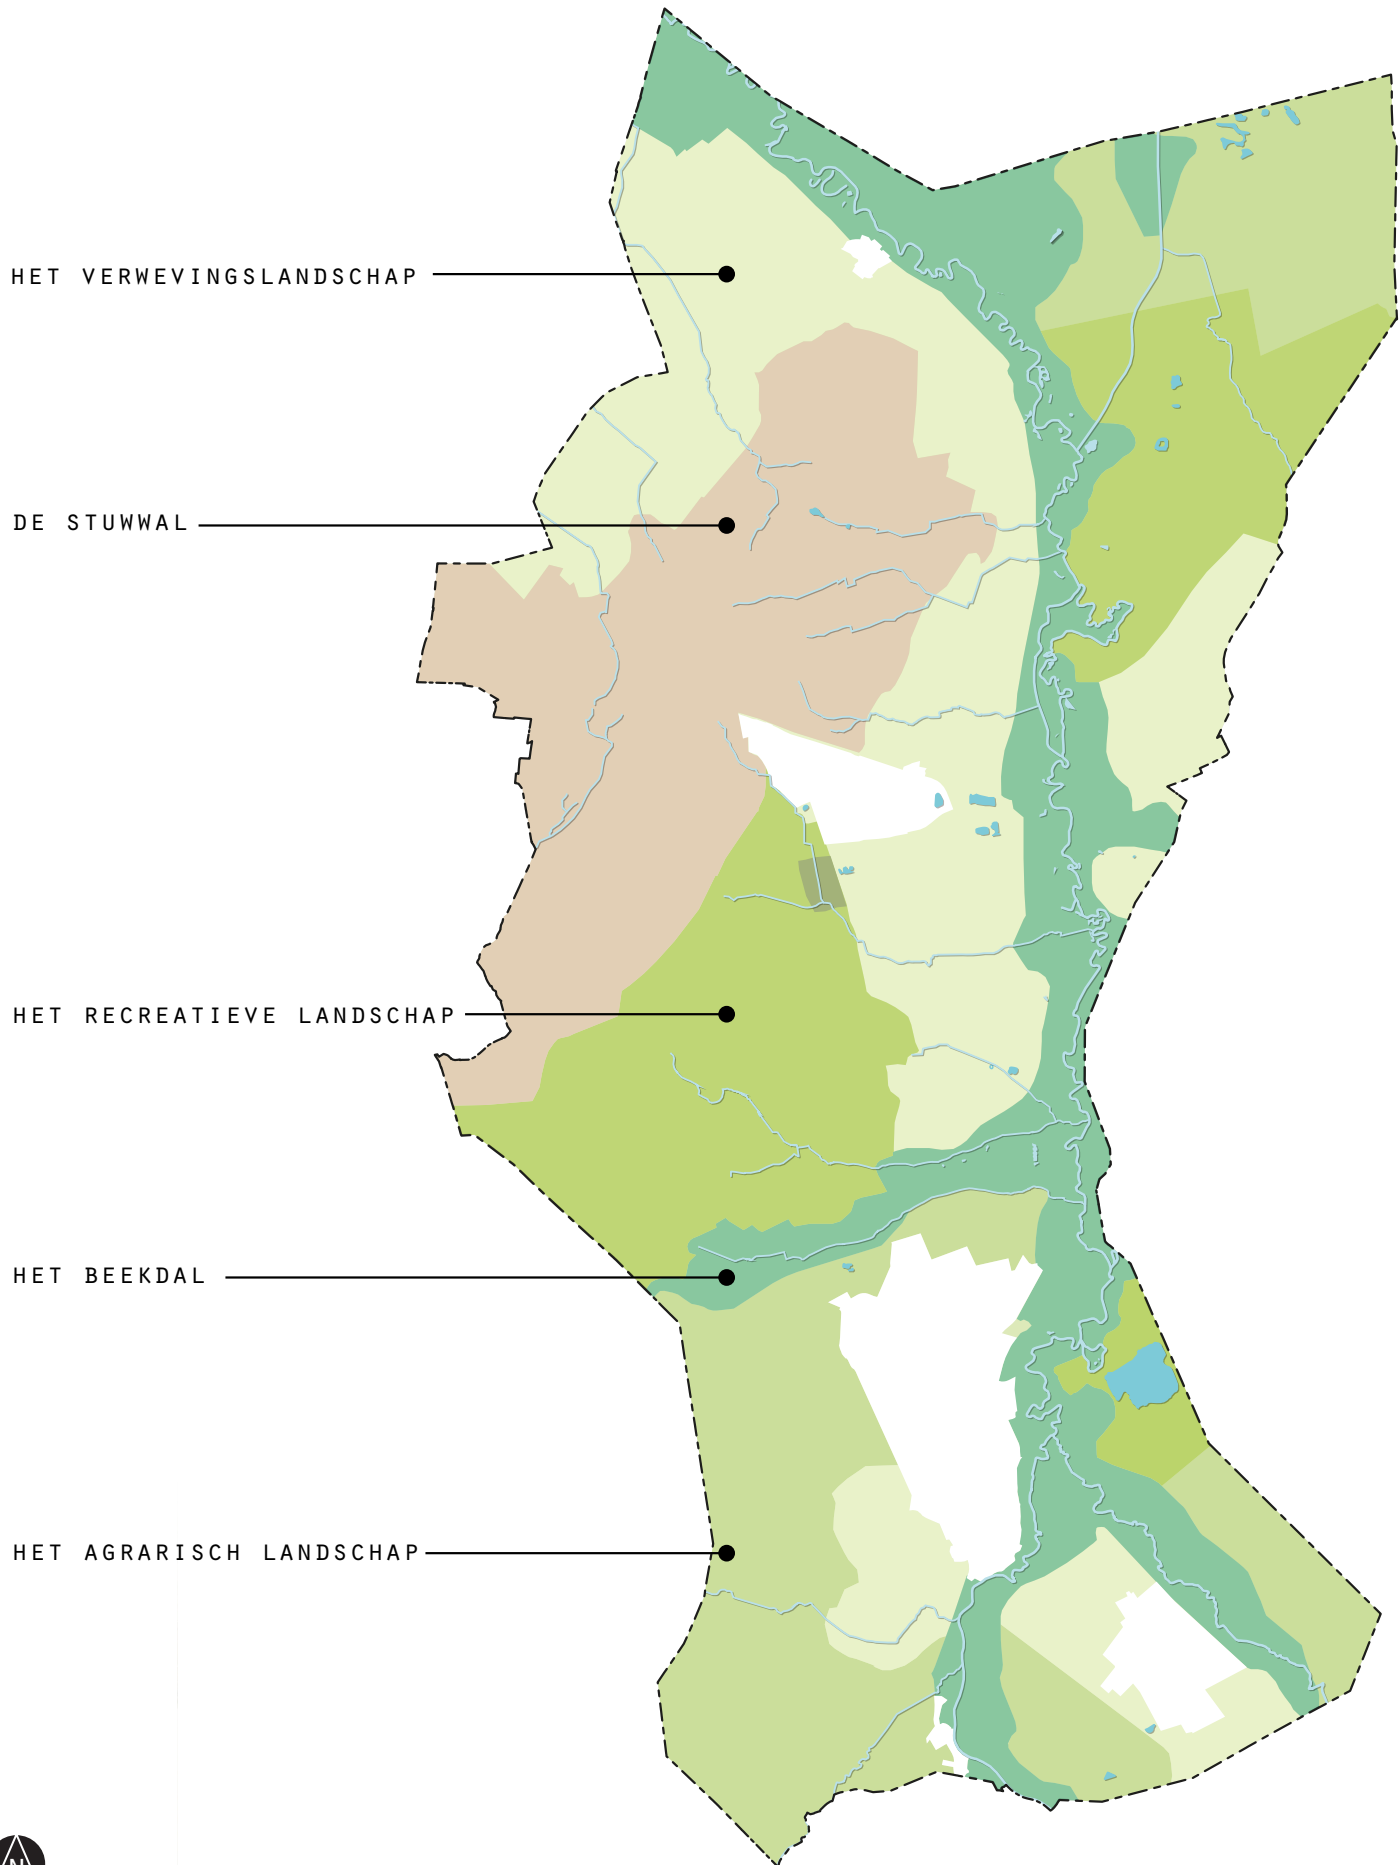 HET VERWEVINGSLANDSCHAP
DE STUWWAL
HET RECREATIEVE LANDSCHAP
HET BEEKDAL
HET AGRARISCH LANDSCHAP
N